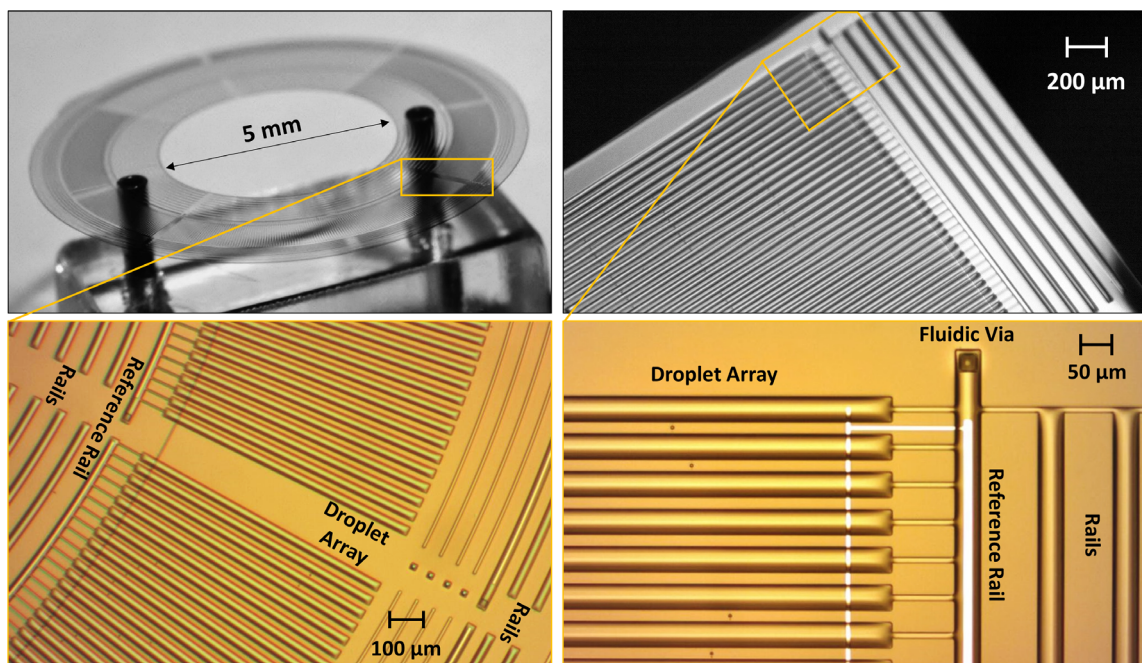 5 mm
200 µm
Rails
Reference Rail
Droplet
Array
Rails
100 µm
Fluidic Via
50 µm
Droplet Array
Reference Rail
Rails